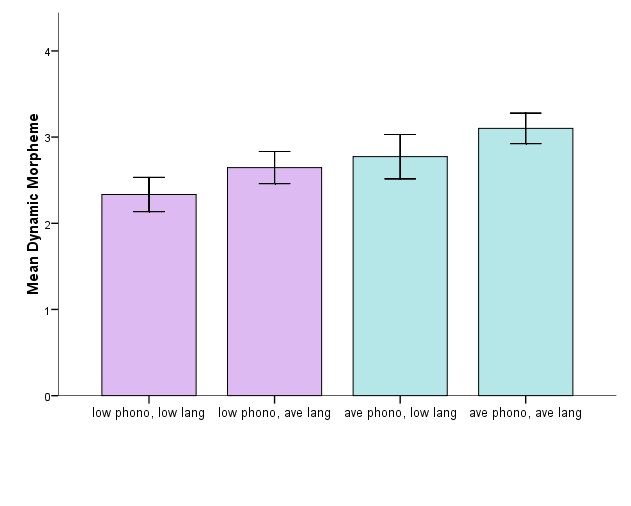 4
3
2
1
0
Mean Dynamic Morpheme
low phono, low lang
low phono, ave lang
ave phono, low lang
ave phono, ave lang